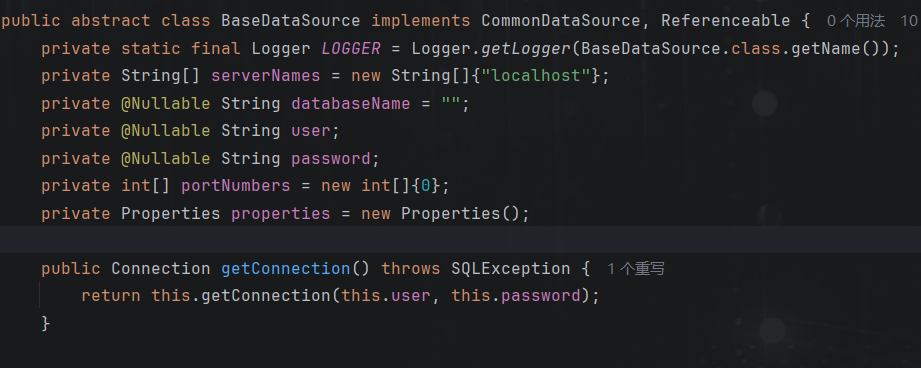 public abstract class BaseDataSource implements CommonDataSource, Referenceable {  0 个用法  10
    private static final Logger LOGGER = Logger.getLogger(BaseDataSource.class.getName());
    private String[] serverNames = new String[]{"localhost"};
    private @Nullable String databaseName = "";
    private @Nullable String user;
    private @Nullable String password;
    private int[] portNumbers = new int[]{0};
    private Properties properties = new Properties();
    public Connection getConnection() throws SQLException {  1 个重写
        return this.getConnection(this.user, this.password);
    }